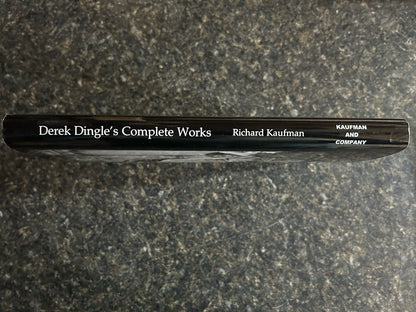 Derek Dingle's Complete Works
Richard Kaufman
KAUFMAN
AND
COMPANY